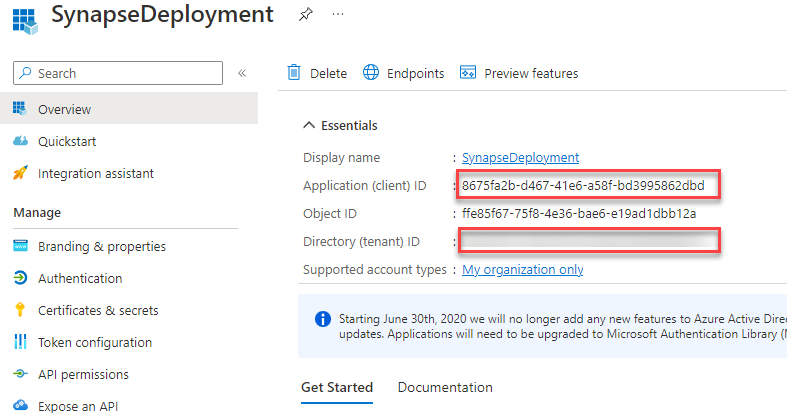 SynapseDeployment
Search
Overview
Quickstart
Integration assistant
Manage
Branding & properties
Authentication
Certificates & secrets
Token configuration
API permissions
Expose an API
Delete
Endpoints
Preview features
Essentials
Display name : SynapseDeployment
Application (client) ID : 8675fa2b-d467-41e6-a58f-bd3995862dbd
Object ID : ffe85f67-75f8-4e36-bae6-e19ad1dbb12a
Directory (tenant) ID :
Supported account types : My organization only
Starting June 30th, 2020 we will no longer add any new features to Azure Active Direc
updates. Applications will need to be upgraded to Microsoft Authentication Library (M
Get Started
Documentation